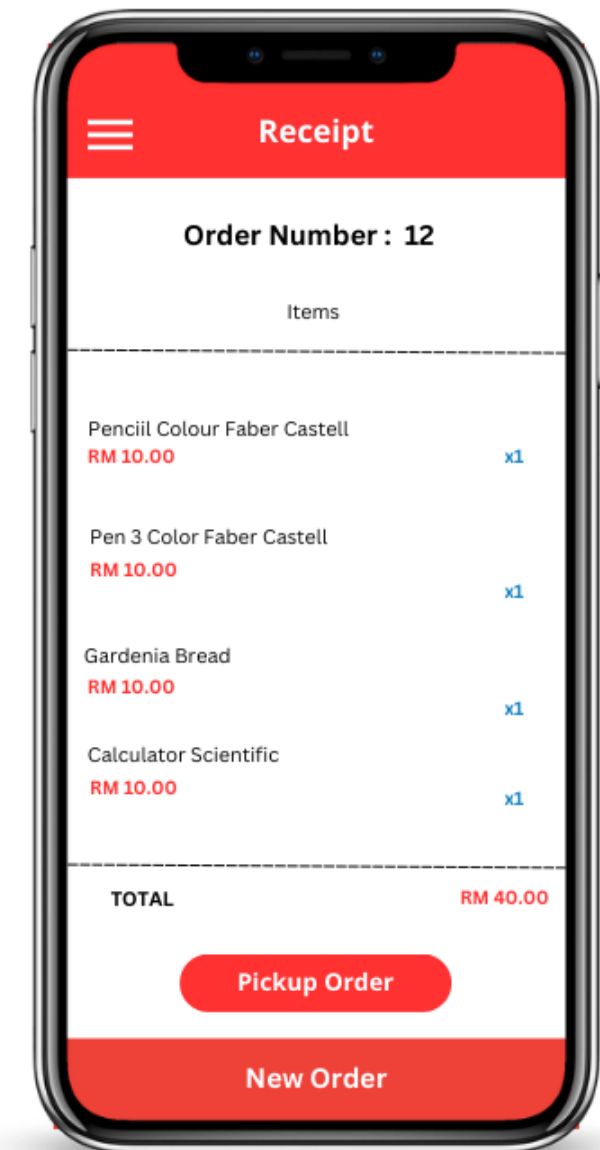 Receipt
Order Number : 12
Items
Penciil Colour Faber Castell
RM 10.00 x1
Pen 3 Color Faber Castell
RM 10.00
x1
Gardenia Bread
RM 10.00
x1
Calculator Scientific
RM 10.00
x1
TOTAL RM 40.00
Pickup Order
New Order